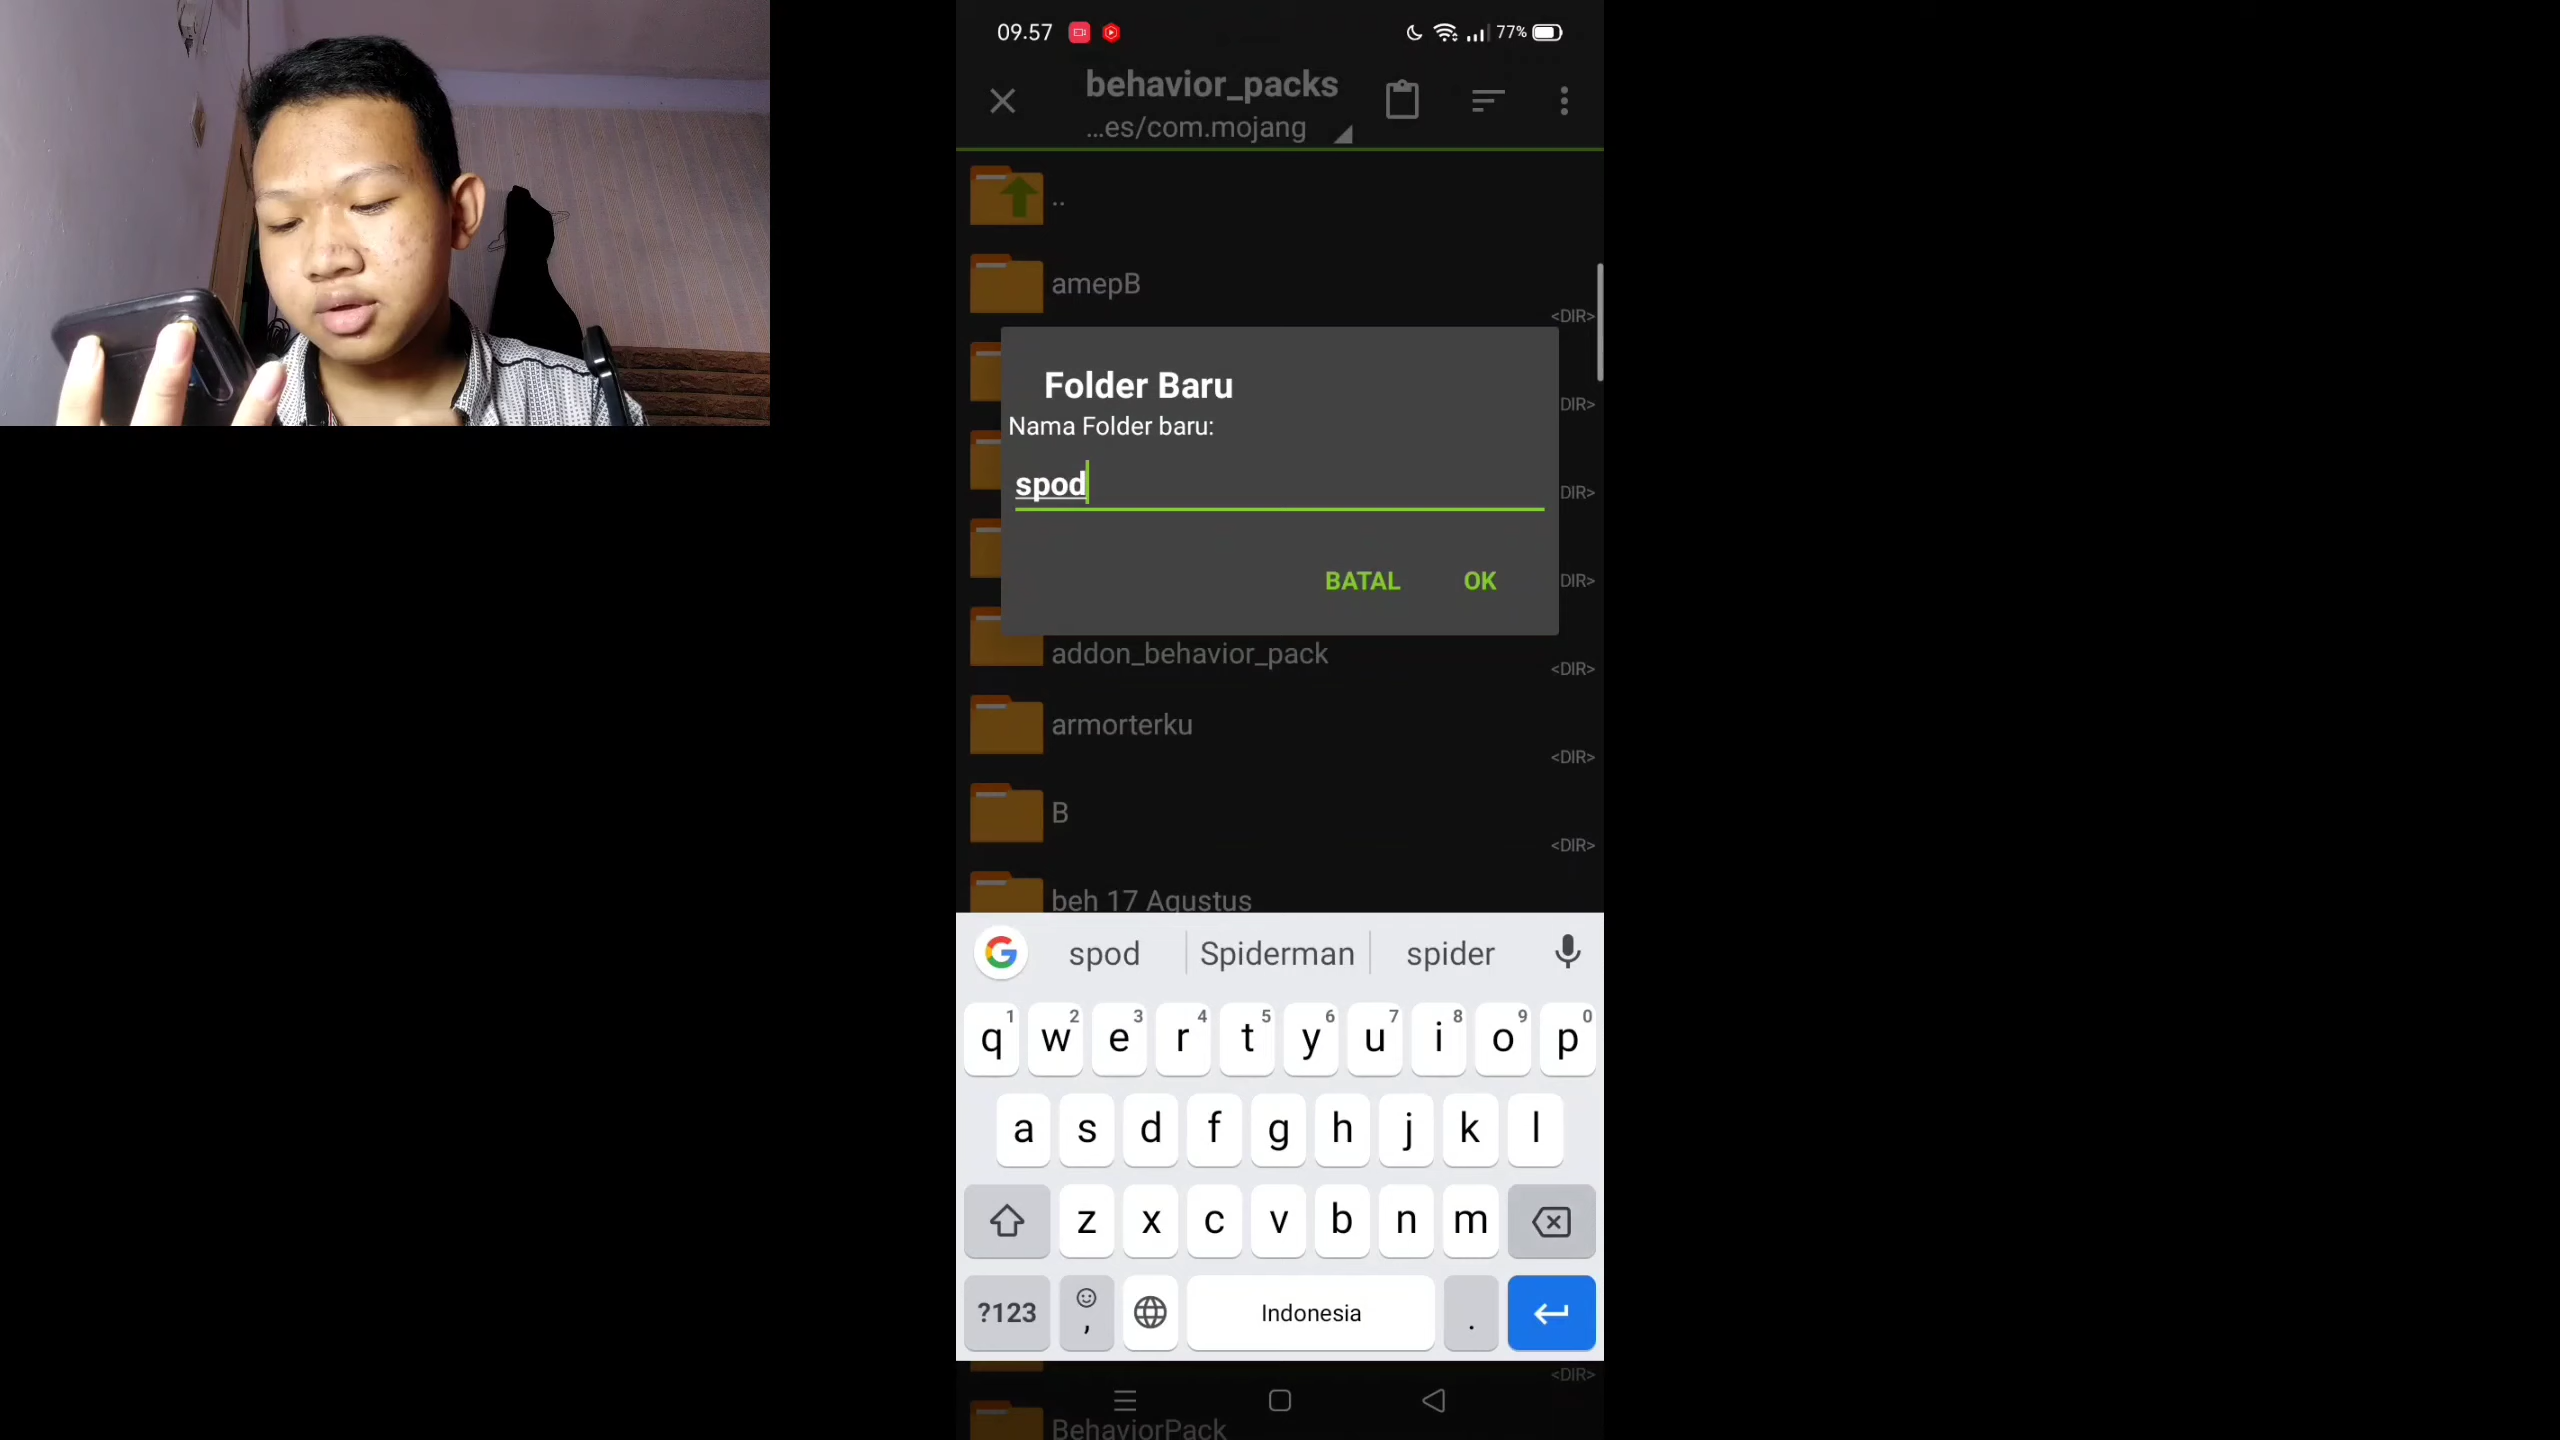 09.57
77%
behavior_packs
...es/com.mojang
..
amepB
<DIR>
Folder Baru
DIR>
Nama Folder baru:
spod
DIR>
BATAL OK
DIR>
addon_behavior_pack
<DIR>
armorterku
<DIR>
B
<DIR>
beh 17 Agustus
spod Spiderman spider
q 1 w 2 e 3 r 4 t 5 y 6 u 7 i 8 o 9 p 0
a s d f g h j k l
z x c v b n m
?123 , Indonesia .
<DIR>
BehaviorPack